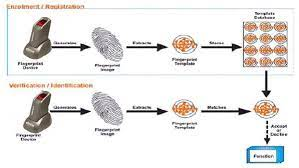 Enrolment / Registration
Template
Database
Generates
Extracts
Stores
Fingerprint
Device
Fingerprint
Image
Fingerprint
Template
Verification / Identification
Generates
Extracts
Matches
Accept
or
Decline
Fingerprint
Device
Fingerprint
Image
Fingerprint
Template
Function